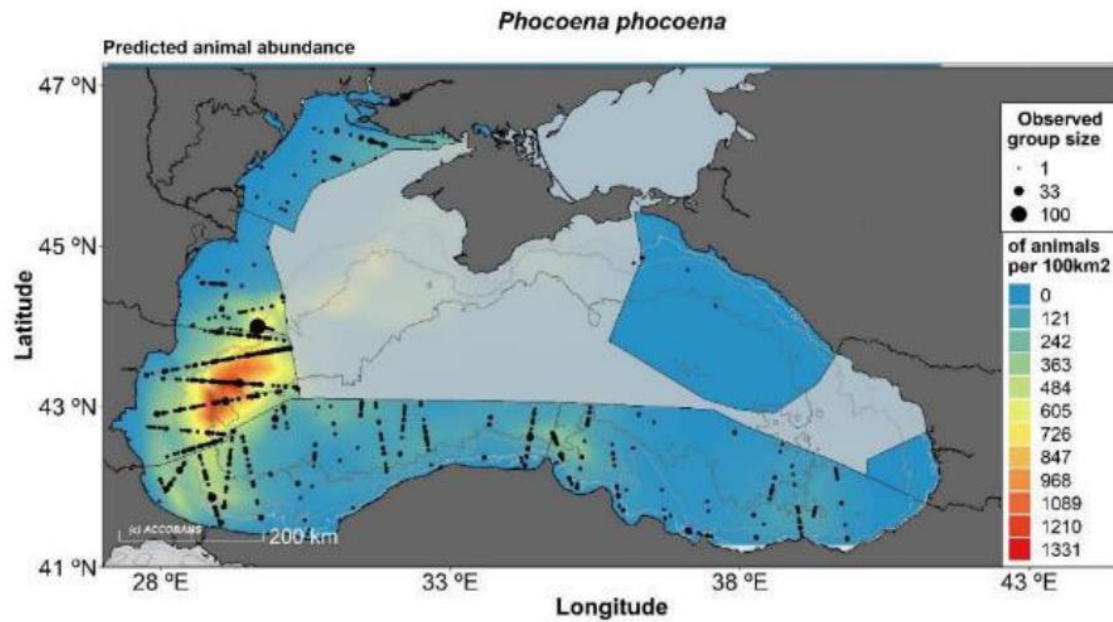 Phocoena phocoena
Predicted animal abundance
47 ºN
45 ºN
43 ºN
41 ºN
Latitude
28 ºE
33 ºE
38 ºE
43 ºE
Longitude
(c) ACCOBAMS
200 km
Observed
group size
1
33
100
of animals
per 100km2
0
121
242
363
484
605
726
847
968
1089
1210
1331